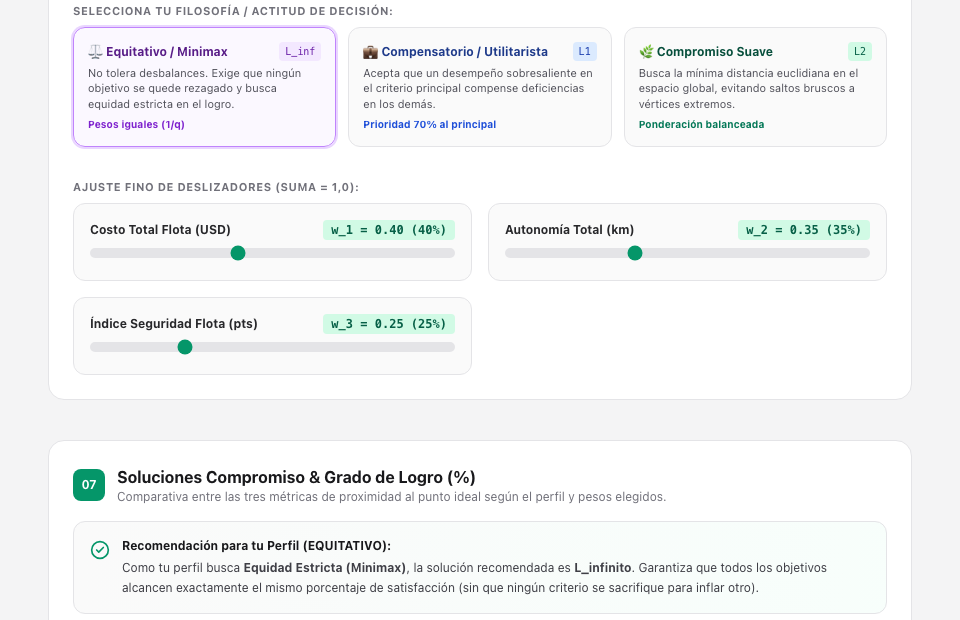 SELECCIONA TU FILOSOFÍA / ACTITUD DE DECISIÓN:
Equitativo / Minimax
L_inf
No tolera desbalances. Exige que ningún
objetivo se quede rezagado y busca
equidad estricta en el logro.
Pesos iguales (1/q)
Compensatorio / Utilitarista
L1
Acepta que un desempeño sobresaliente en
el criterio principal compense deficiencias
en los demás.
Prioridad 70% al principal
Compromiso Suave
L2
Busca la mínima distancia euclidiana en el
espacio global, evitando saltos bruscos a
vértices extremos.
Ponderación balanceada
AJUSTE FINO DE DESLIZADORES (SUMA = 1,0):
Costo Total Flota (USD)
w_1 = 0.40 (40%)
Autonomía Total (km)
w_2 = 0.35 (35%)
Índice Seguridad Flota (pts)
w_3 = 0.25 (25%)
07
Soluciones Compromiso & Grado de Logro (%)
Comparativa entre las tres métricas de proximidad al punto ideal según el perfil y pesos elegidos.
Recomendación para tu Perfil (EQUITATIVO):
Como tu perfil busca Equidad Estricta (Minimax), la solución recomendada es L_infinito. Garantiza que todos los objetivos
alcancen exactamente el mismo porcentaje de satisfacción (sin que ningún criterio se sacrifique para inflar otro).